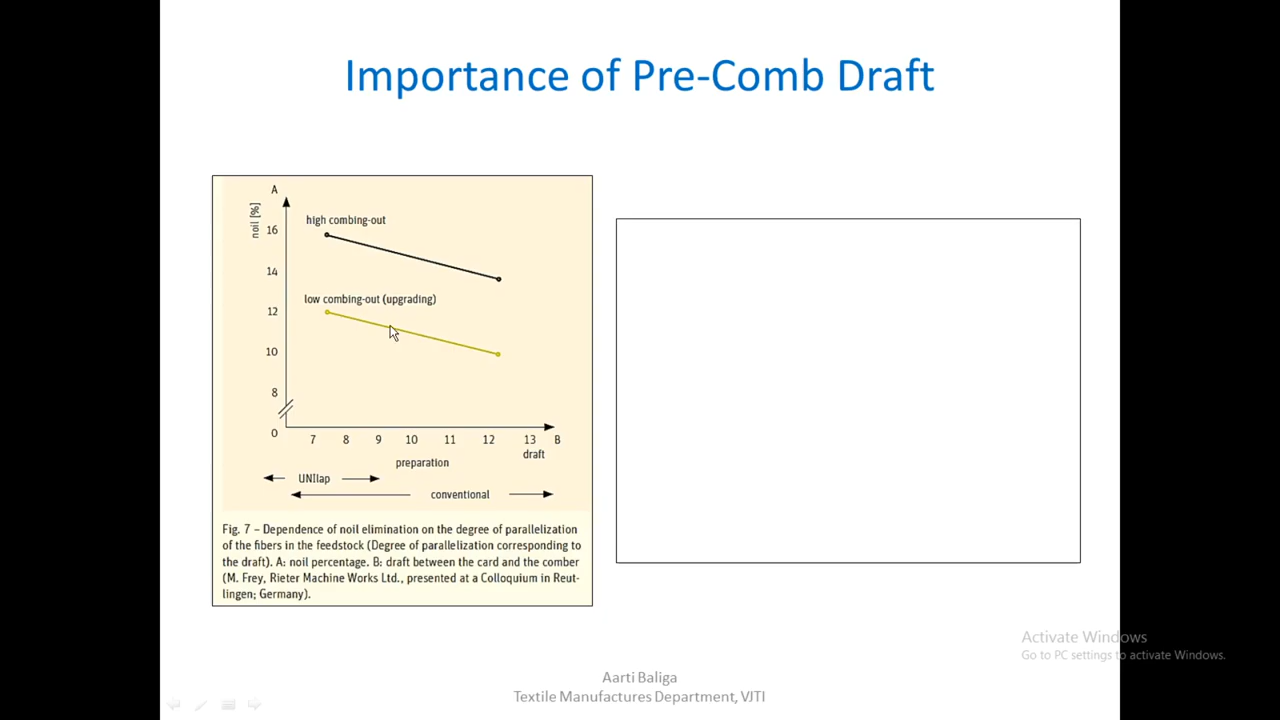 Importance of Pre-Comb Draft
A
noil [%]
high combing-out
16
14
low combing-out (upgrading)
12
10
8
0
7 8 9 10 11 12 13 B
draft
preparation
UNIlap
conventional
Fig. 7 – Dependence of noil elimination on the degree of parallelization
of the fibers in the feedstock (Degree of parallelization corresponding to
the draft). A: noil percentage. B: draft between the card and the comber
(M. Frey, Rieter Machine Works Ltd., presented at a Colloquium in Reut-
lingen; Germany).
Activate Windows
Go to PC settings to activate Windows.
Aarti Baliga
Textile Manufactures Department, VJTI